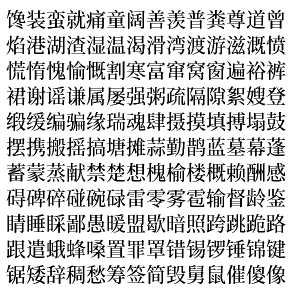 馋装蛮就痛童阔善羡普粪尊道曾
焰港湖渣湿温渴滑湾渡游滋溉愤
慌惰愧愉慨割寒富窜窝窗遍裕裤
裙谢谣谦属屡强粥疏隔隙絮嫂登
缎缓编骗缘瑞魂肆摄摸填搏塌鼓
摆携搬摇搞塘摊蒜勤鹊蓝墓幕蓬
蓄蒙蒸献禁楚想槐榆楼概赖酬感
碍碑碎碰碗碌雷零雾雹输督龄鉴
睛睡睬鄙愚暖盟歇暗照跨跳跪路
跟遣蛾蜂嗓置罪罩错锡锣锤锦键
锯矮辞稠愁筹签简毁舅鼠催傻像